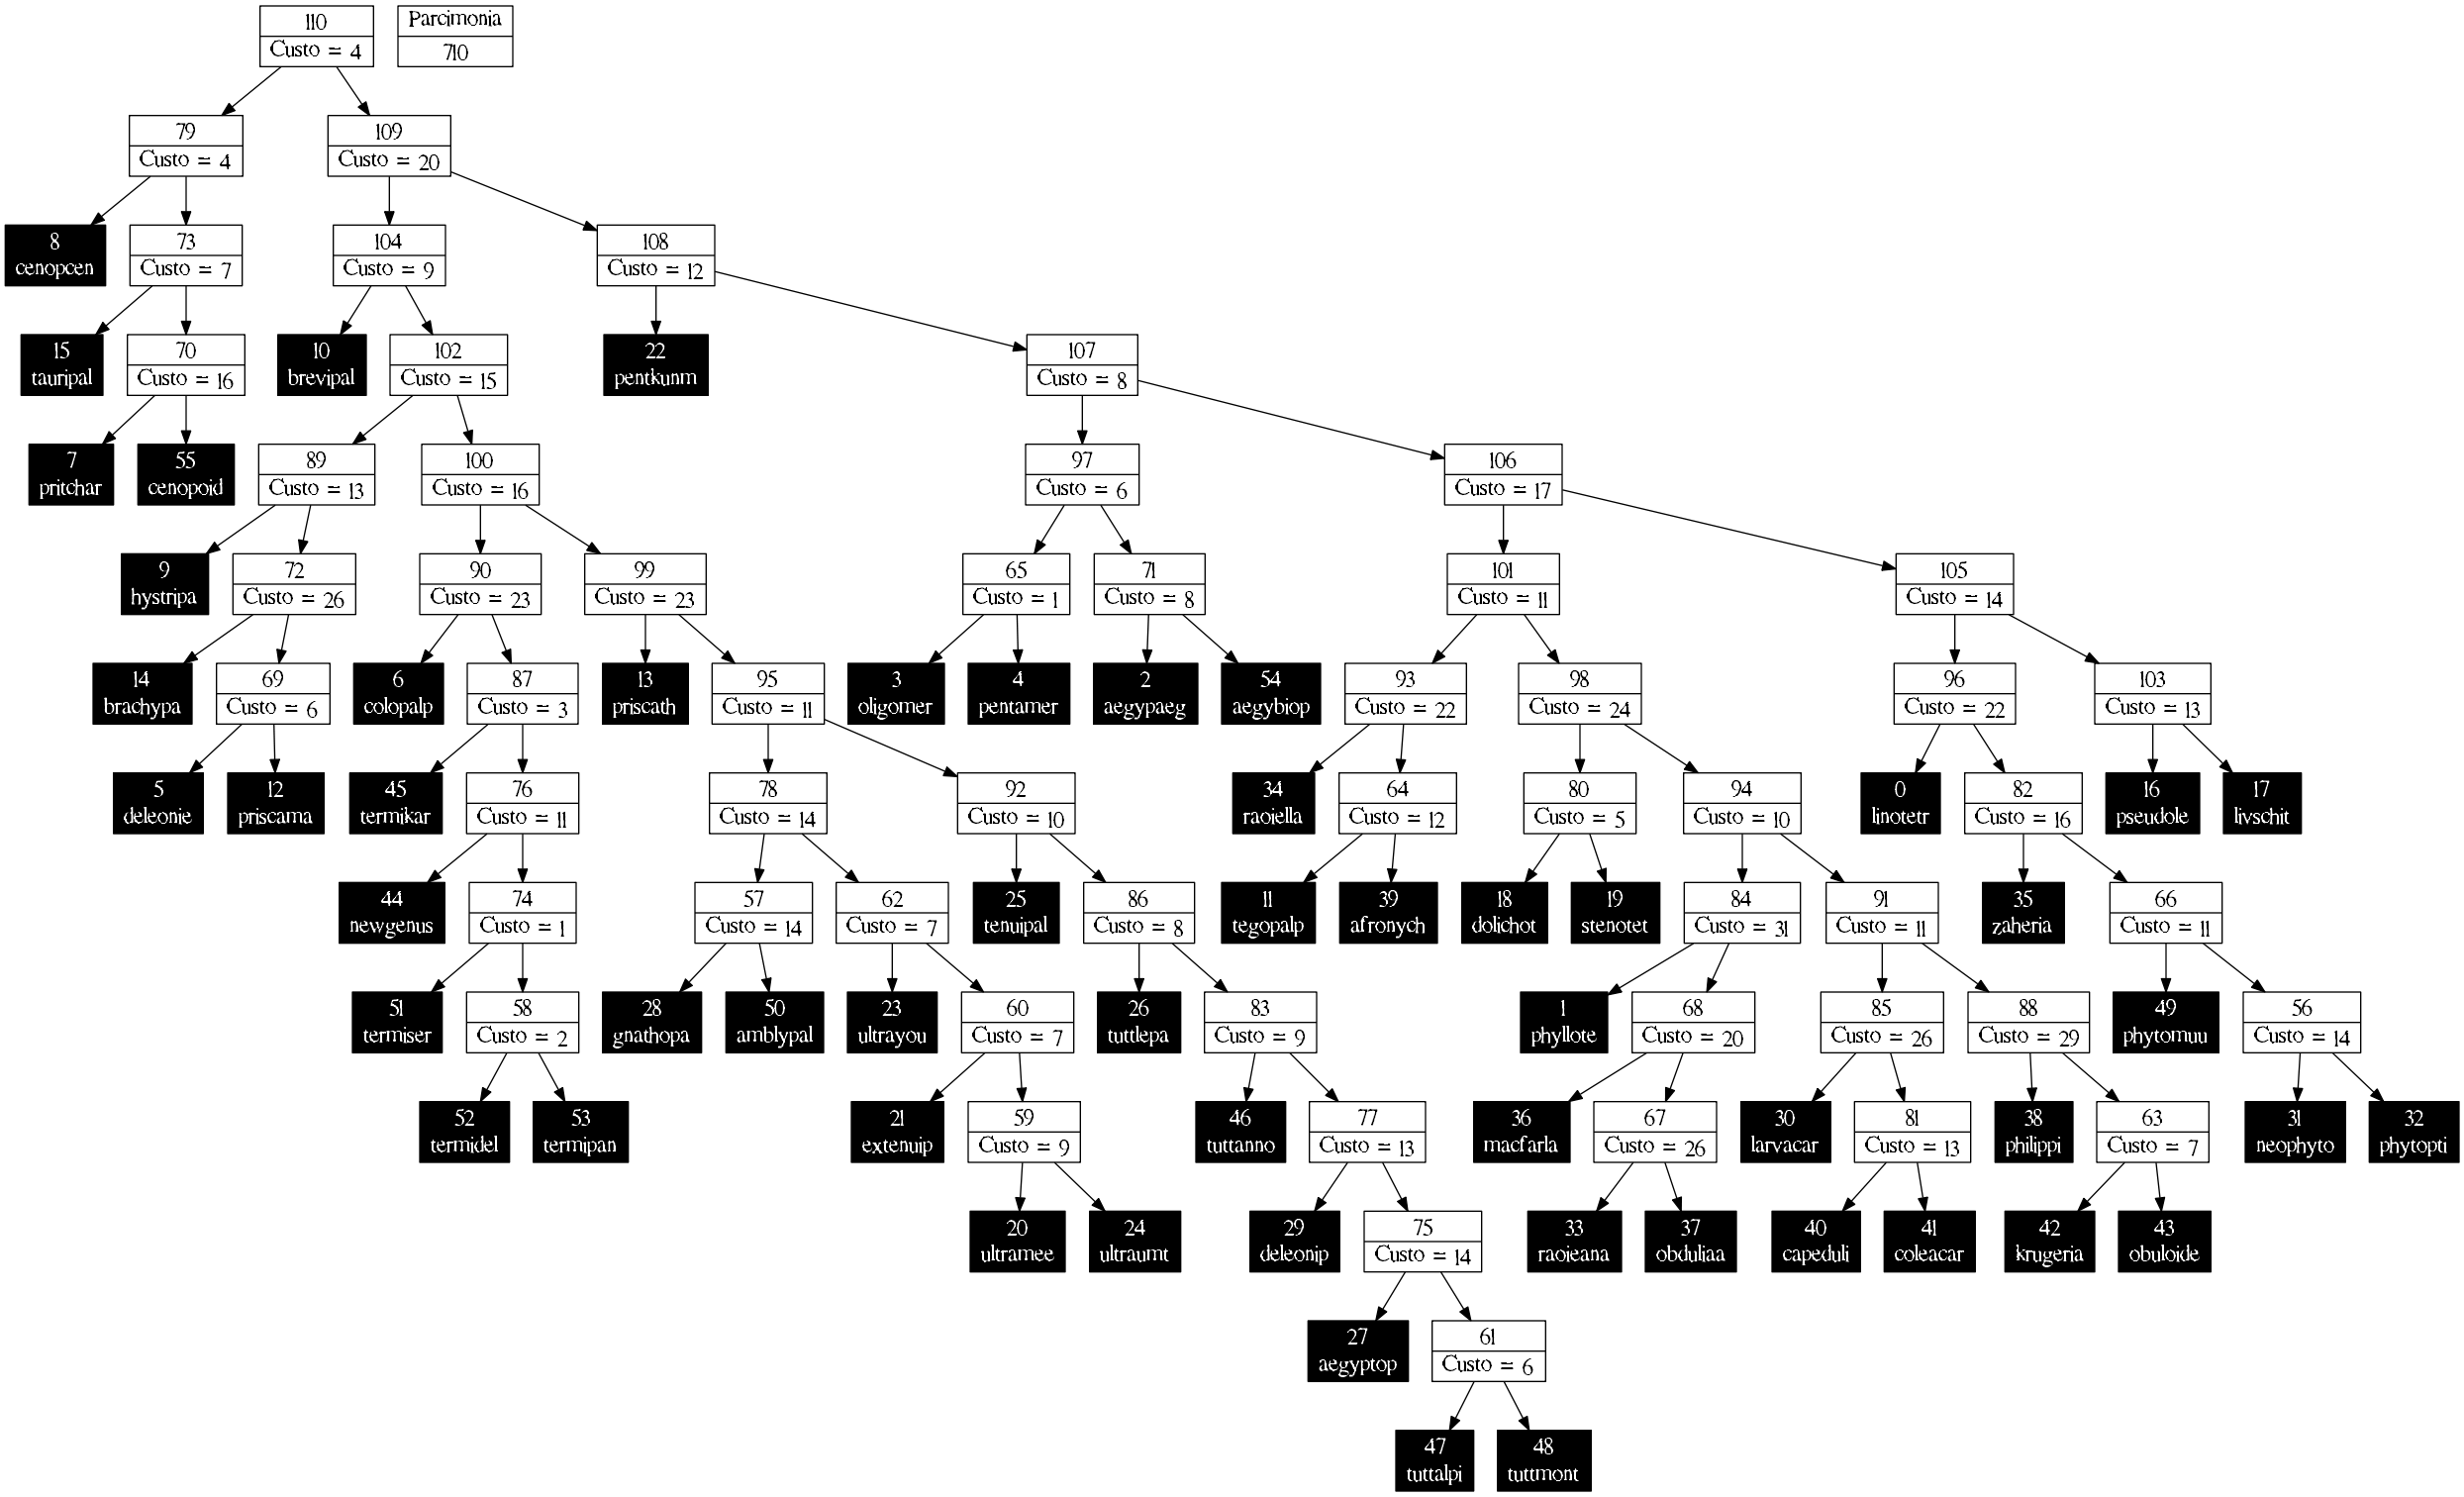 110
Custo = 4
Parcimonia
710
79
Custo = 4
109
Custo = 20
8
cenopcen
73
Custo = 7
104
Custo = 9
108
Custo = 12
15
tauripal
70
Custo = 16
10
brevipal
102
Custo = 15
22
pentkunm
107
Custo = 8
7
pritchar
55
cenopoid
89
Custo = 13
100
Custo = 16
97
Custo = 6
106
Custo = 17
9
hystripa
72
Custo = 26
90
Custo = 23
99
Custo = 23
65
Custo = 1
71
Custo = 8
101
Custo = 11
105
Custo = 14
14
brachypa
69
Custo = 6
6
colopalp
87
Custo = 3
13
priscath
95
Custo = 11
3
oligomer
4
pentamer
2
aegypaeg
54
aegybiop
93
Custo = 22
98
Custo = 24
96
Custo = 22
103
Custo = 13
5
deleonie
12
priscama
45
termikar
76
Custo = 11
78
Custo = 14
92
Custo = 10
34
raoiella
64
Custo = 12
80
Custo = 5
94
Custo = 10
0
linotetr
82
Custo = 16
16
pseudole
17
livschit
44
newgenus
74
Custo = 1
57
Custo = 14
62
Custo = 7
25
tenuipal
86
Custo = 8
11
tegopalp
39
afronych
18
dolichot
19
stenotet
84
Custo = 31
91
Custo = 11
35
zaheria
66
Custo = 11
51
termiser
58
Custo = 2
28
gnathopa
50
amblypal
23
ultrayou
60
Custo = 7
26
tuttlepa
83
Custo = 9
1
phyllote
68
Custo = 20
85
Custo = 26
88
Custo = 29
49
phytomuu
56
Custo = 14
52
termidel
53
termipan
21
extenuip
59
Custo = 9
46
tuttanno
77
Custo = 13
36
macfarla
67
Custo = 26
30
larvacar
81
Custo = 13
38
philippi
63
Custo = 7
31
neophyto
32
phytopti
20
ultramee
24
ultraumt
29
deleonip
75
Custo = 14
33
raoieana
37
obduliaa
40
capeduli
41
coleacar
42
krugeria
43
obuloide
27
aegyptop
61
Custo = 6
47
tuttalpi
48
tuttmont